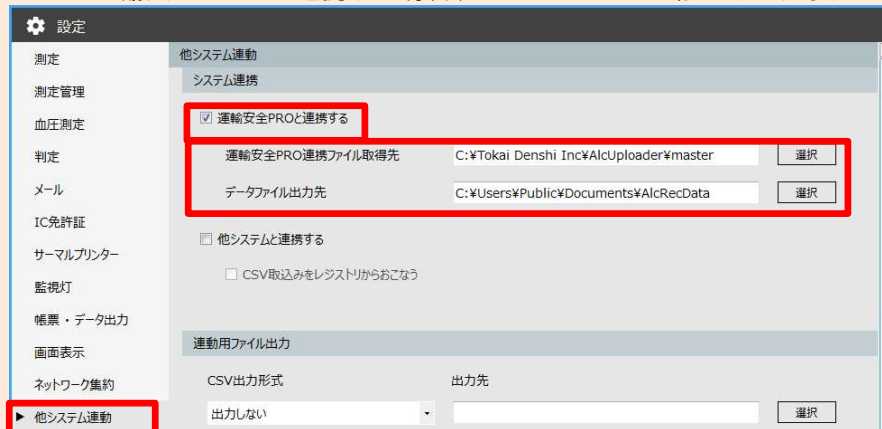 設定
測定
測定管理
血圧測定
判定
メール
IC免許証
サーマルプリンター
監視灯
帳票・データ出力
画面表示
ネットワーク集約
▶ 他システム連動
他システム連動
システム連携
運輸安全PROと連携する
運輸安全PRO連携ファイル取得先 C:¥Tokai Denshi Inc¥AlcUploader¥master 選択
データファイル出力先 C:¥Users¥Public¥Documents¥AlcRecData 選択
他システムと連携する
CSV取込みをレジストリからおこなう
連動用ファイル出力
CSV出力形式 出力先
出力しない 選択